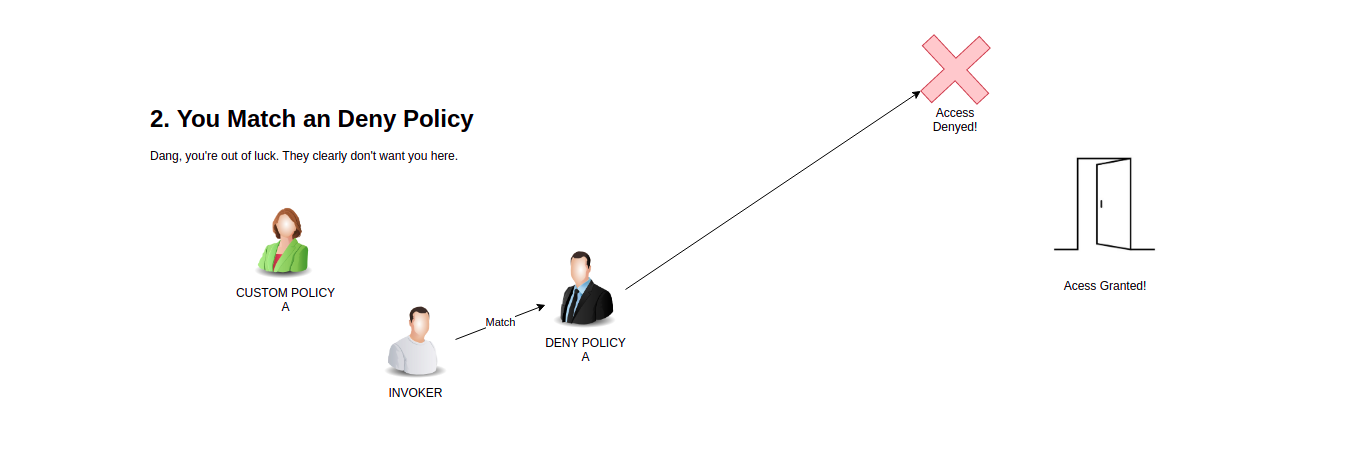 2. You Match an Deny Policy
Dang, you're out of luck. They clearly don't want you here.
Access
Denied!
Acess Granted!
CUSTOM POLICY
A
Match
DENY POLICY
A
INVOKER